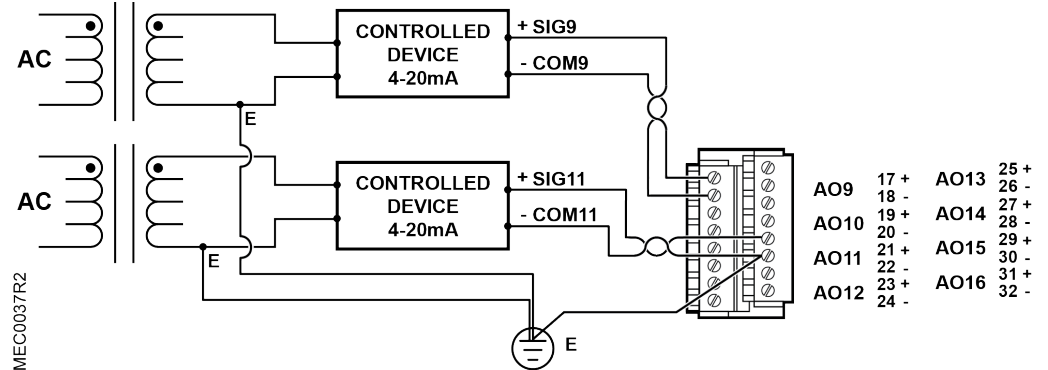 AC
CONTROLLED
DEVICE
4-20mA
+ SIG9
- COM9
E
AC
CONTROLLED
DEVICE
4-20mA
+ SIG11
- COM11
E
E
AO9
17 +
18 -
AO10
19 +
20 -
AO11
21 +
22 -
AO12
23 +
24 -
AO13
25 +
26 -
AO14
27 +
28 -
AO15
29 +
30 -
AO16
31 +
32 -
MEC0037R2